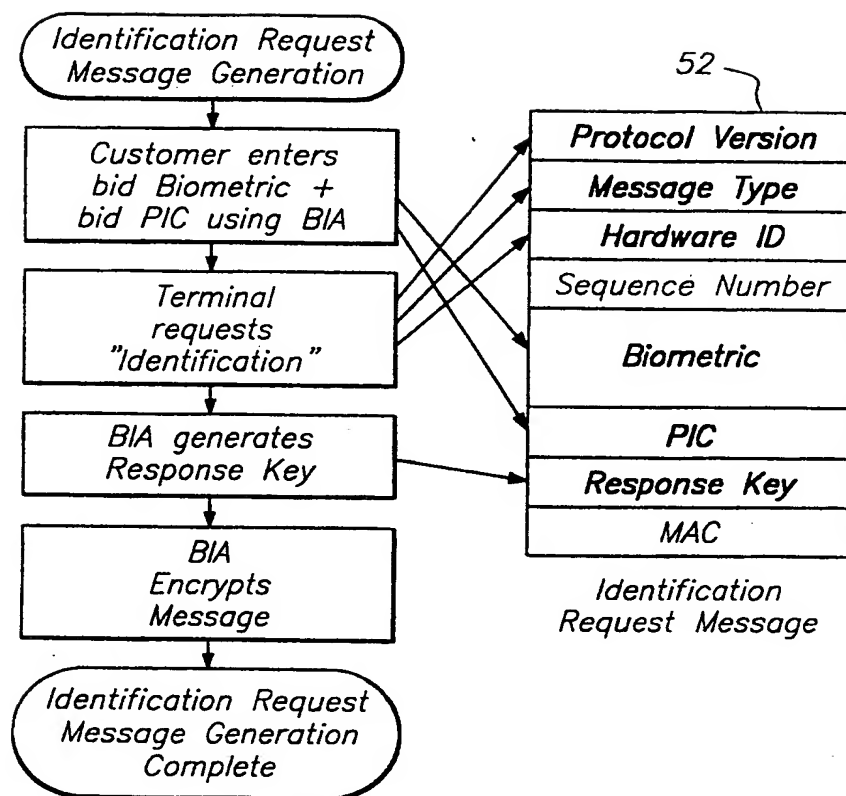 Identification Request
Message Generation
Customer enters
bid Biometric +
bid PIC using BIA
Terminal
requests
"Identification"
BIA generates
Response Key
BIA
Encrypts
Message
Identification Request
Message Generation
Complete
52
Protocol Version
Message Type
Hardware ID
Sequence Number
Biometric
PIC
Response Key
MAC
Identification
Request Message